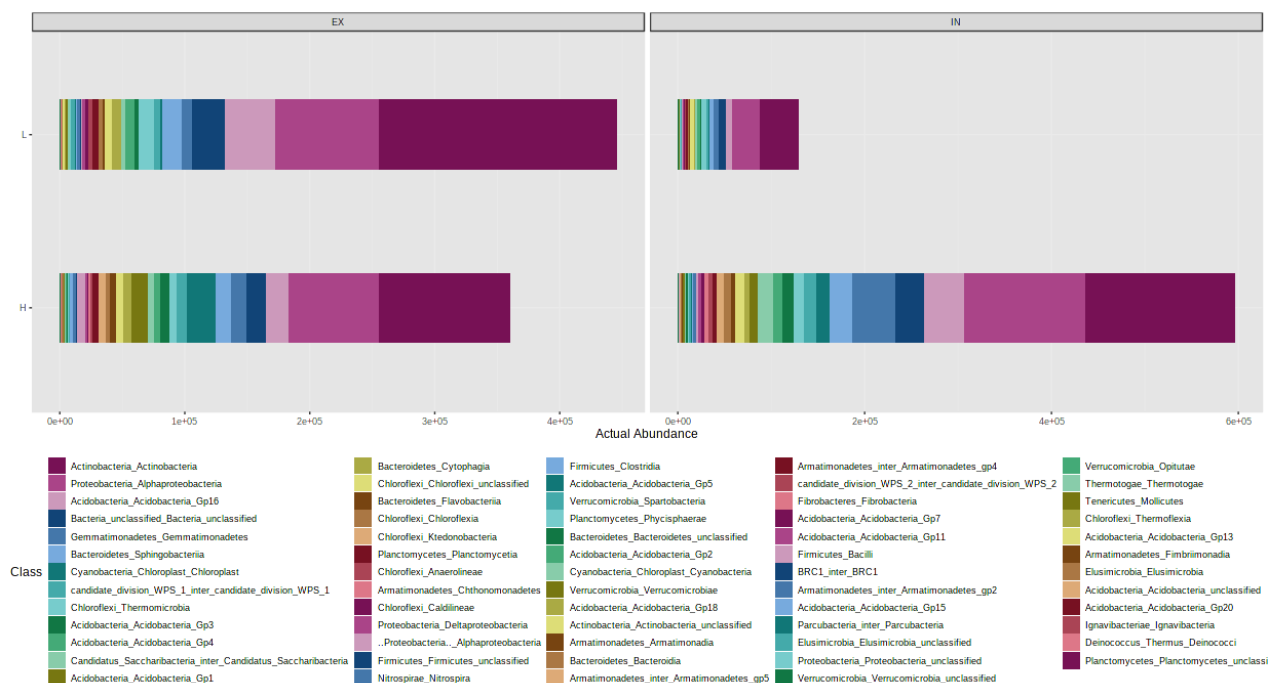 EX
IN
L
H
0e+00
1e+05
2e+05
3e+05
4e+05
0e+00
2e+05
4e+05
6e+05
Actual Abundance
Class
Actinobacteria_Actinobacteria
Proteobacteria_Alphaproteobacteria
Acidobacteria_Acidobacteria_Gp16
Bacteria_unclassified_Bacteria_unclassified
Gemmatimonadetes_Gemmatimonadetes
Bacteroidetes_Sphingobacteriia
Cyanobacteria_Chloroplast_Chloroplast
candidate_division_WPS_1_inter_candidate_division_WPS_1
Chloroflexi_Thermomicrobia
Acidobacteria_Acidobacteria_Gp3
Acidobacteria_Acidobacteria_Gp4
Candidatus_Saccharibacteria_inter_Candidatus_Saccharibacteria
Acidobacteria_Acidobacteria_Gp1
Bacteroidetes_Cytophagia
Chloroflexi_Chloroflexi_unclassified
Bacteroidetes_Flavobacteriia
Chloroflexi_Chloroflexia
Chloroflexi_Ktedonobacteria
Planctomycetes_Planctomycetia
Chloroflexi_Anaerolineae
Armatimonadetes_Chthonomonadetes
Chloroflexi_Caldilineae
Proteobacteria_Deltaproteobacteria
..Proteobacteria.._Alphaproteobacteria
Firmicutes_Firmicutes_unclassified
Nitrospirae_Nitrospira
Firmicutes_Clostridia
Acidobacteria_Acidobacteria_Gp5
Verrucomicrobia_Spartobacteria
Planctomycetes_Phycisphaerae
Bacteroidetes_Bacteroidetes_unclassified
Acidobacteria_Acidobacteria_Gp2
Cyanobacteria_Chloroplast_Cyanobacteria
Verrucomicrobia_Verrucomicrobiae
Acidobacteria_Acidobacteria_Gp18
Actinobacteria_Actinobacteria_unclassified
Armatimonadetes_Armatimonadia
Bacteroidetes_Bacteroidia
Armatimonadetes_inter_Armatimonadetes_gp5
Armatimonadetes_inter_Armatimonadetes_gp4
candidate_division_WPS_2_inter_candidate_division_WPS_2
Fibrobacteres_Fibrobacteria
Acidobacteria_Acidobacteria_Gp7
Acidobacteria_Acidobacteria_Gp11
Firmicutes_Bacilli
BRC1_inter_BRC1
Armatimonadetes_inter_Armatimonadetes_gp2
Acidobacteria_Acidobacteria_Gp15
Parcubacteria_inter_Parcubacteria
Elusimicrobia_Elusimicrobia_unclassified
Proteobacteria_Proteobacteria_unclassified
Verrucomicrobia_Verrucomicrobia_unclassified
Verrucomicrobia_Opitutae
Thermotogae_Thermotogae
Tenericutes_Mollicutes
Chloroflexi_Thermoflexia
Acidobacteria_Acidobacteria_Gp13
Armatimonadetes_Fimbriimonadia
Elusimicrobia_Elusimicrobia
Acidobacteria_Acidobacteria_unclassified
Acidobacteria_Acidobacteria_Gp20
Ignavibacteriae_Ignavibacteria
Deinococcus_Thermus_Deinococci
Planctomycetes_Planctomycetes_unclassi